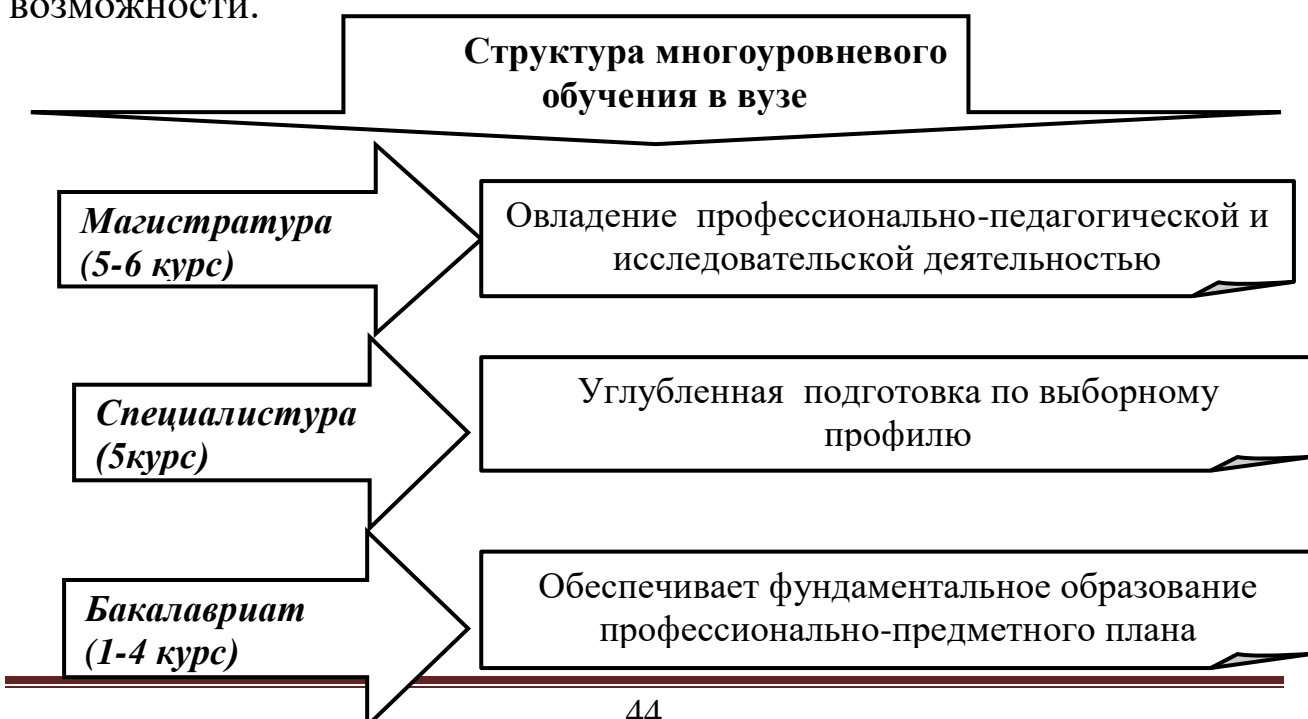 возможности.
Структура многоуровневого
обучения в вузе
Магистратура
(5-6 курс)
Овладение профессионально-педагогической и
исследовательской деятельностью
Специалистура
(5курс)
Углубленная подготовка по выборному
профилю
Бакалавриат
(1-4 курс)
Обеспечивает фундаментальное образование
профессионально-предметного плана
44